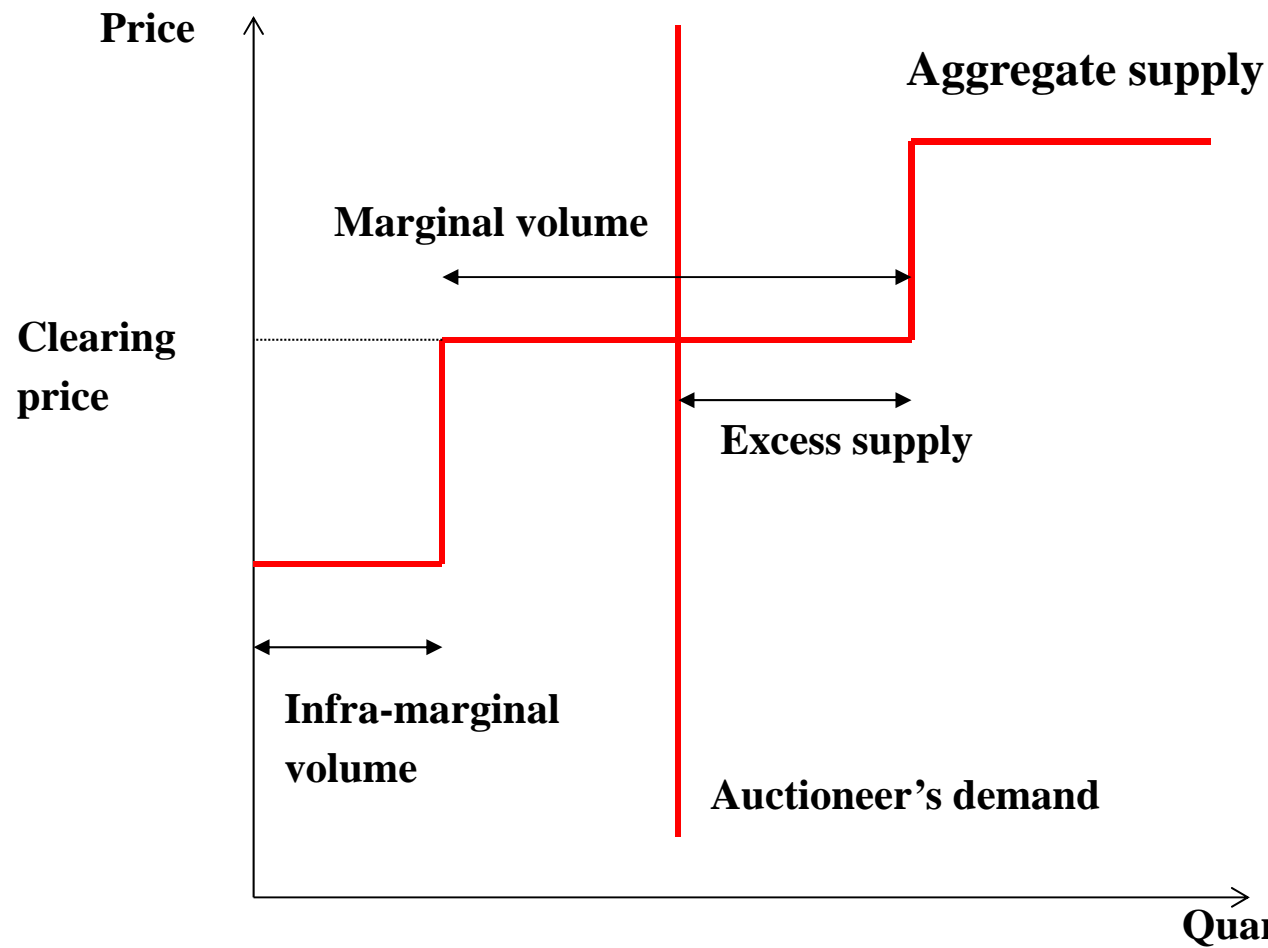 Price
Aggregate supply
Marginal volume
Clearing
price
Excess supply
Infra-marginal
volume
Auctioneer’s demand